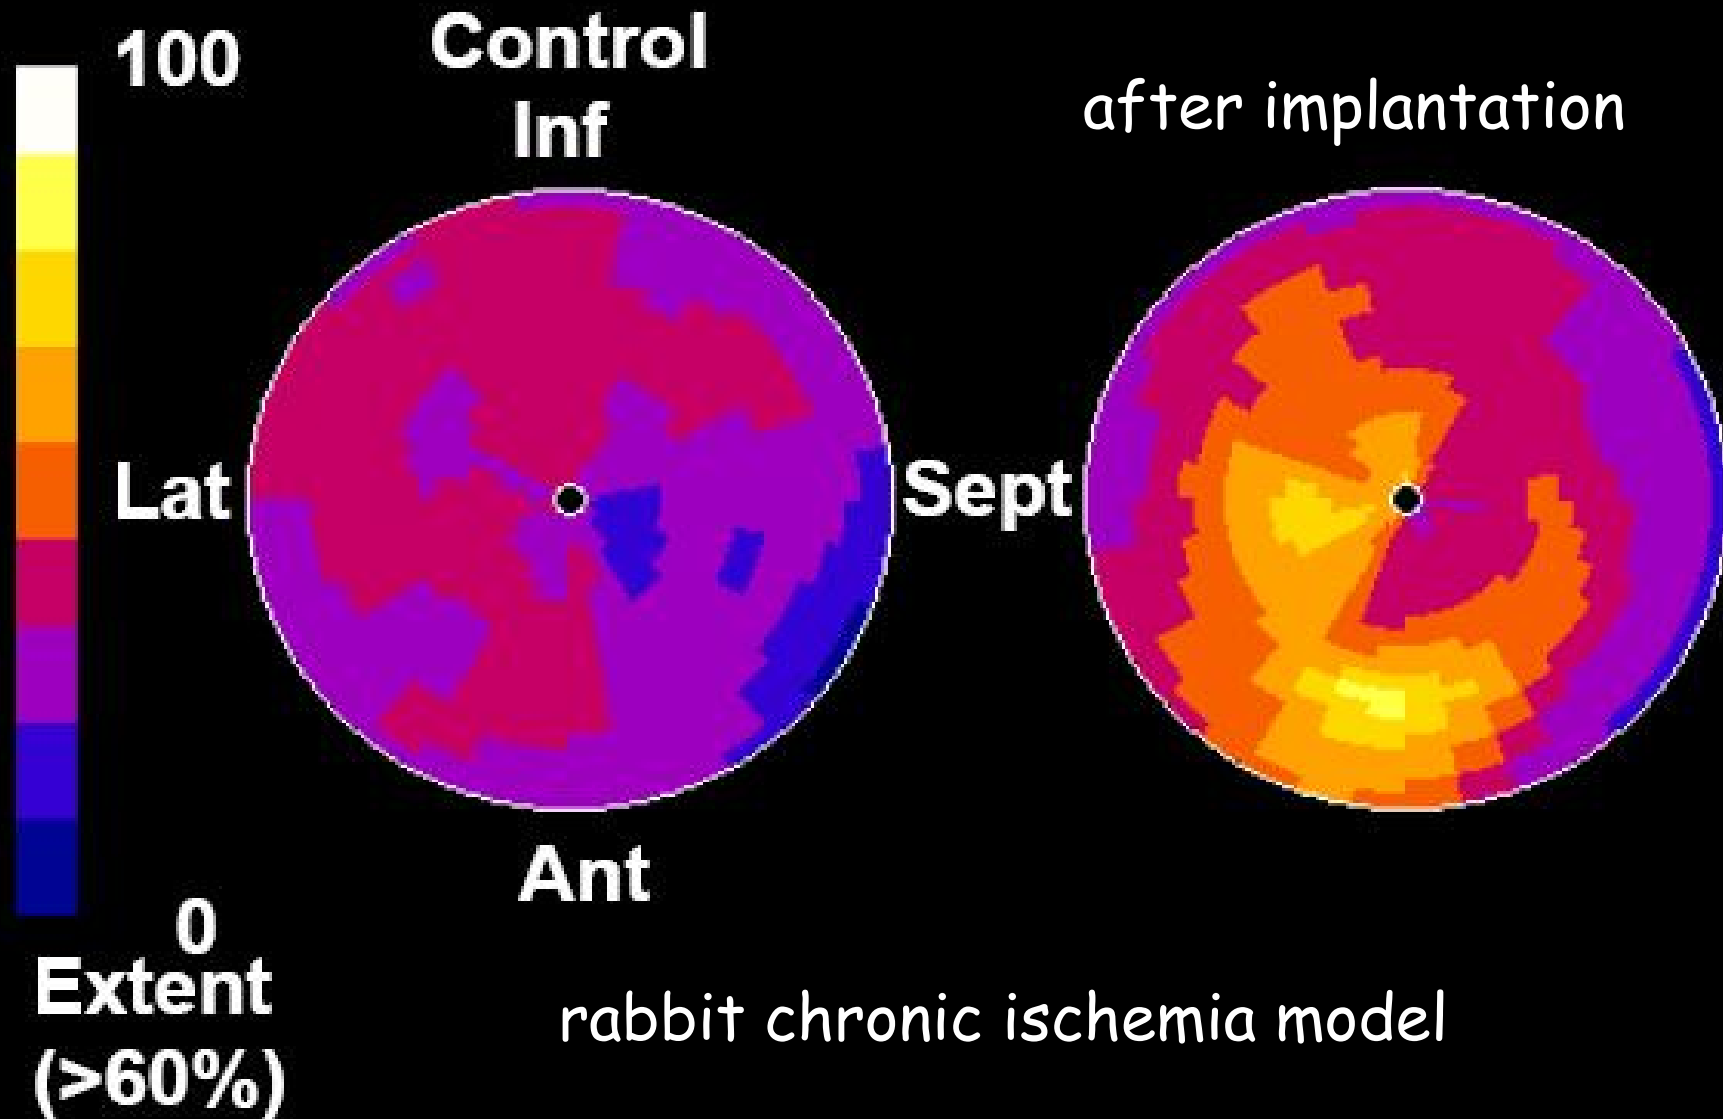 100
Control
Inf
after implantation
Lat
Sept
Ant
0
Extent
(>60%)
rabbit chronic ischemia model